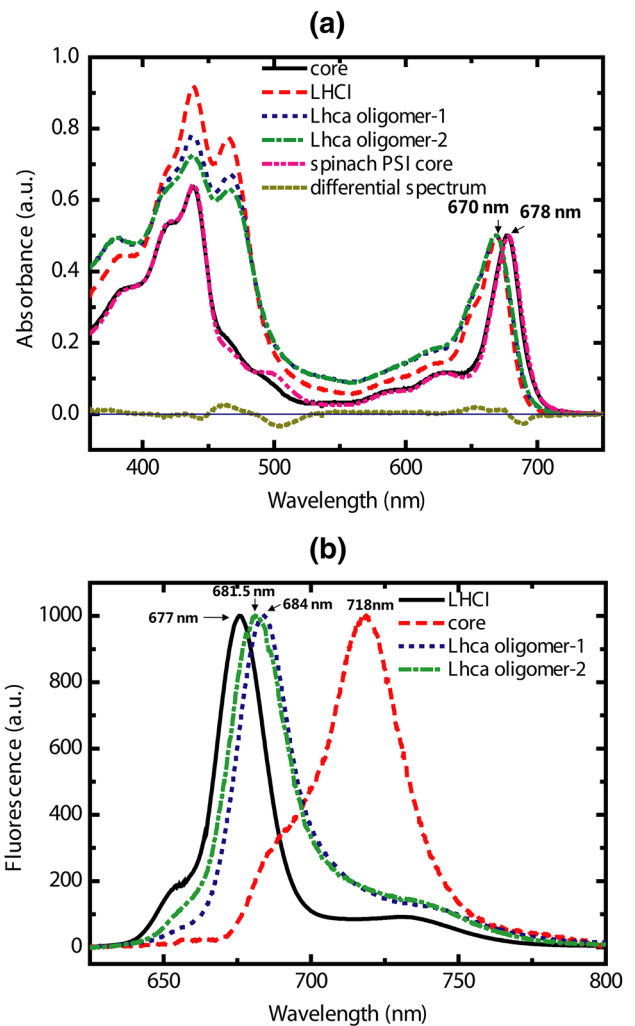 (a)
1.0
core
LHCI
Lhca oligomer-1
Lhca oligomer-2
spinach PSI core
differential spectrum
0.8
0.6
0.4
0.2
0.0
670 nm
678 nm
Absorbance (a.u.)
400
500
600
700
Wavelength (nm)
(b)
681.5 nm
677 nm
684 nm
718nm
LHCI
core
Lhca oligomer-1
Lhca oligomer-2
1000
800
600
400
200
0
Fluorescence (a.u.)
650
700
750
800
Wavelength (nm)